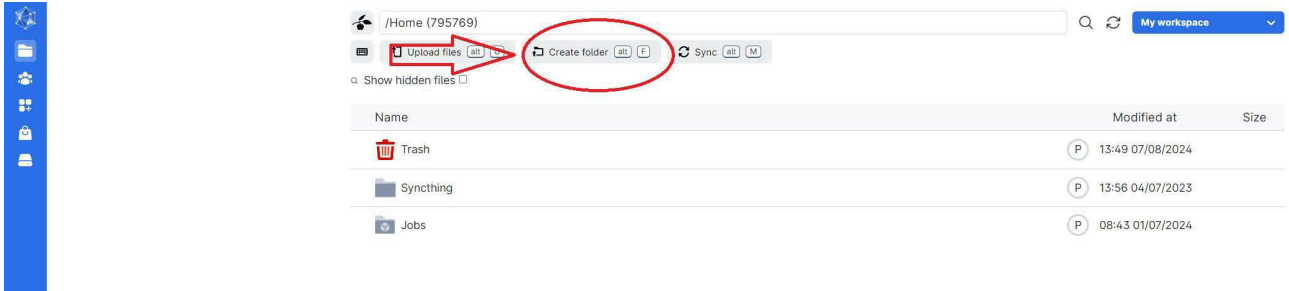 /Home (795769)
My workspace
Upload files alt U Create folder alt F Sync alt M
Show hidden files
Name Modified at Size
Trash P 13:49 07/08/2024
Syncthing P 13:56 04/07/2023
Jobs P 08:43 01/07/2024